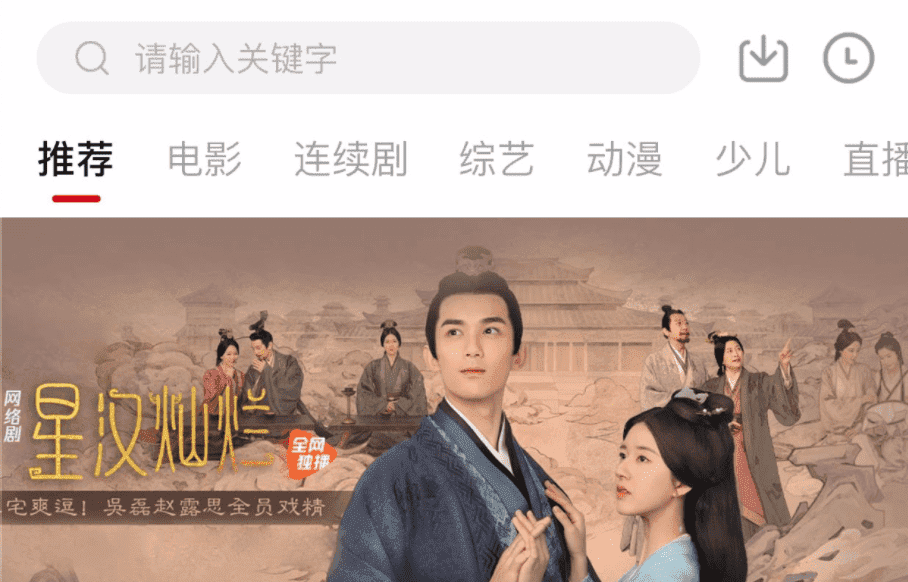 请输入关键字
推荐 电影 连续剧 综艺 动漫 少儿 直播
网络剧
星汉灿烂
全网
独播
宅爽逗！吳磊赵露思全员戏精